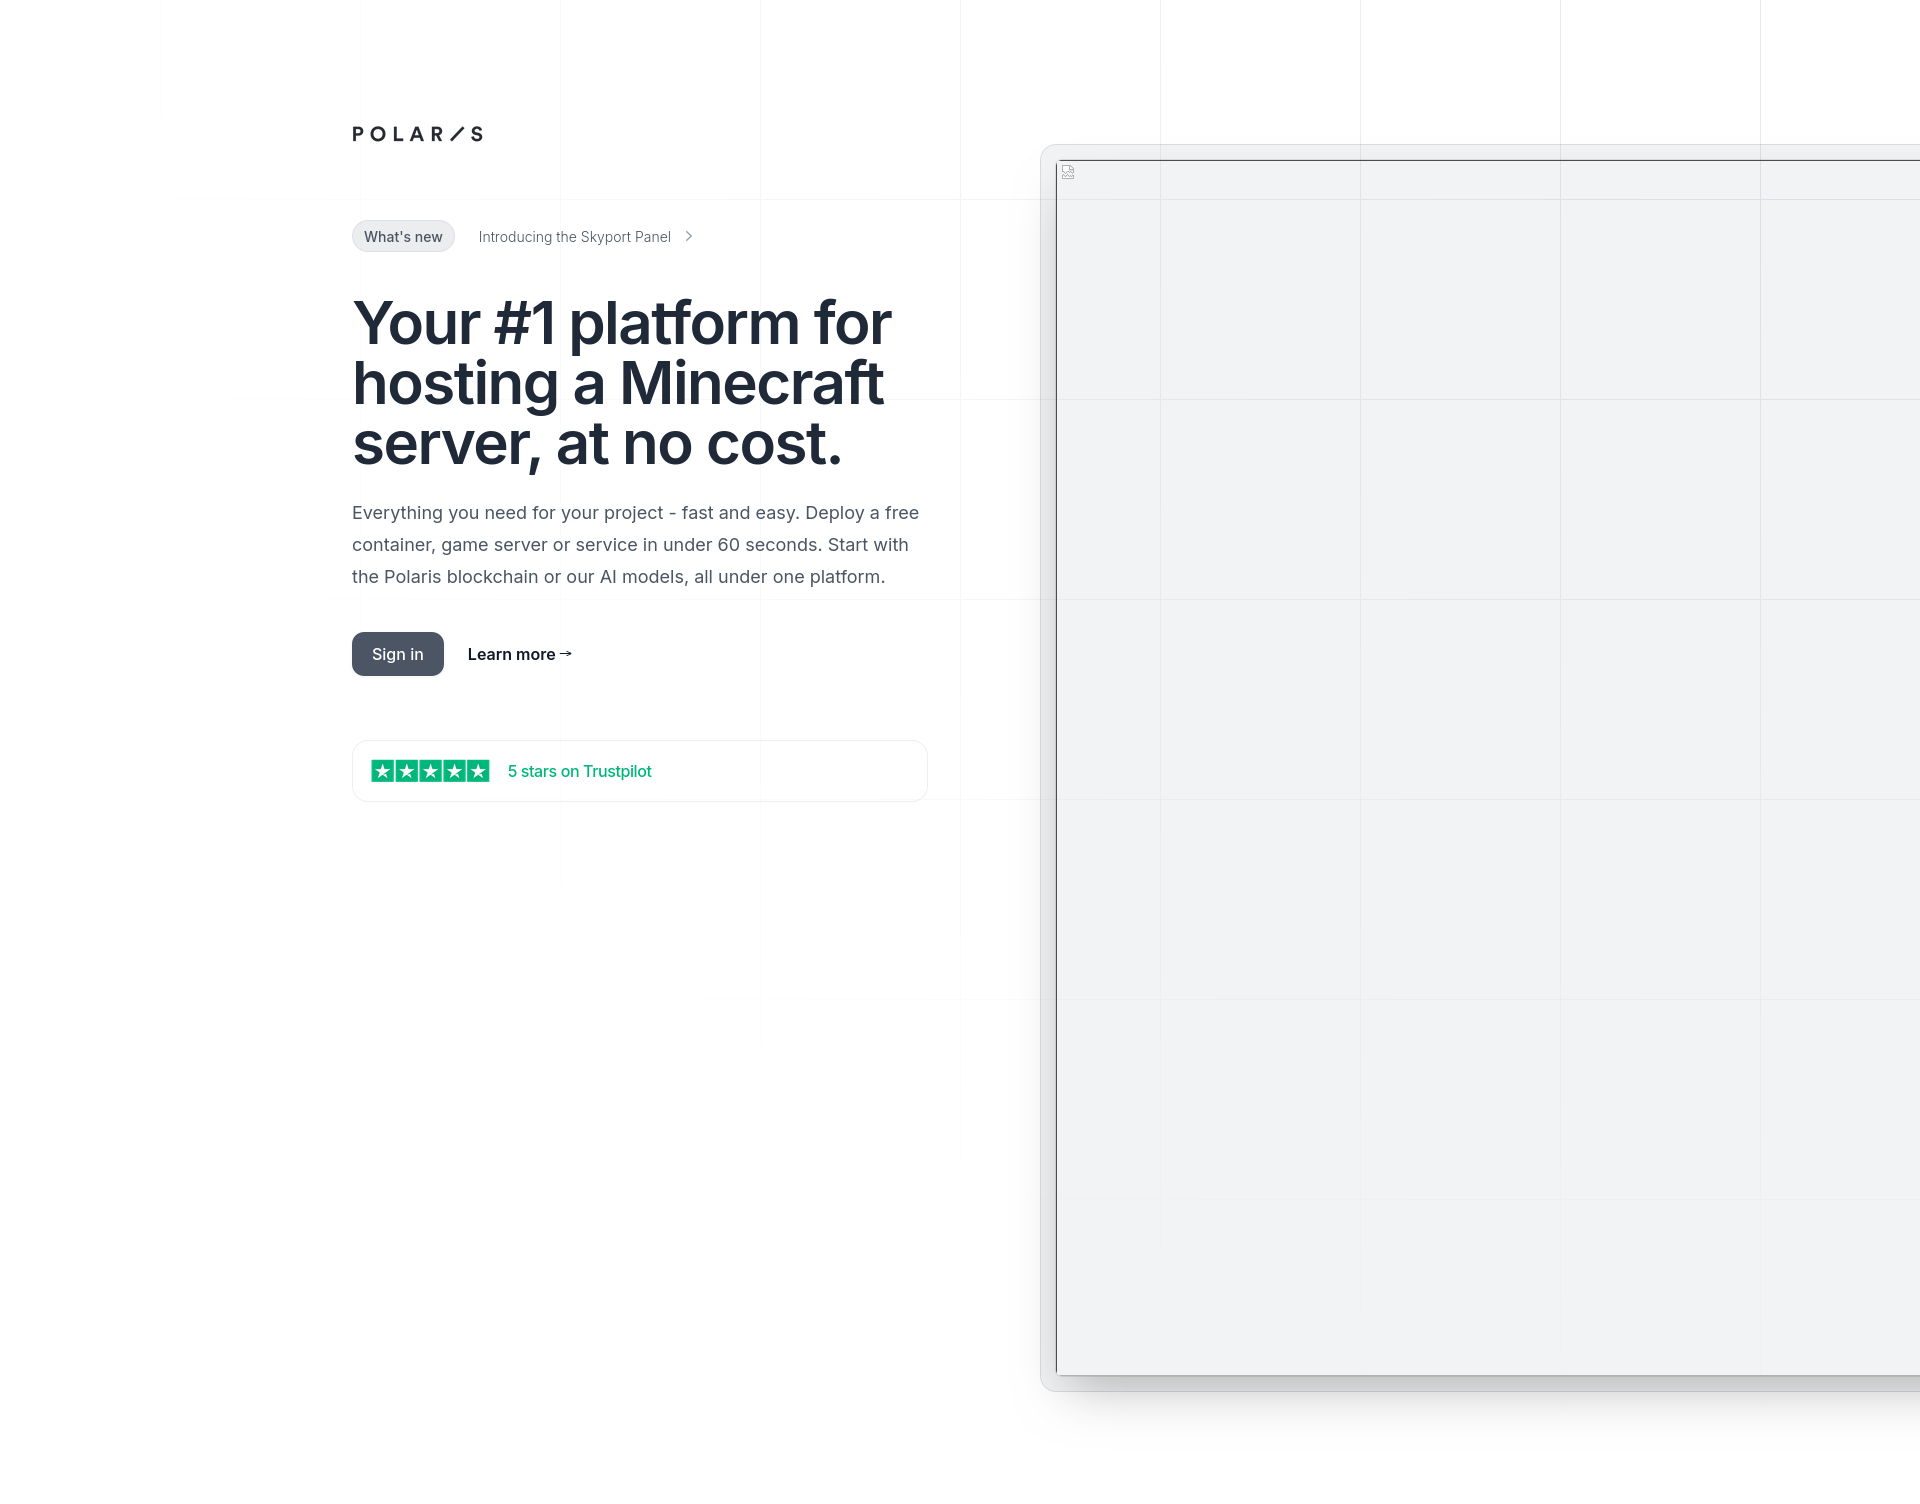 POLAR/S
What's new
Introducing the Skyport Panel
Your #1 platform for
hosting a Minecraft
server, at no cost.
Everything you need for your project - fast and easy. Deploy a free
container, game server or service in under 60 seconds. Start with
the Polaris blockchain or our AI models, all under one platform.
Sign in
Learn more →
5 stars on Trustpilot